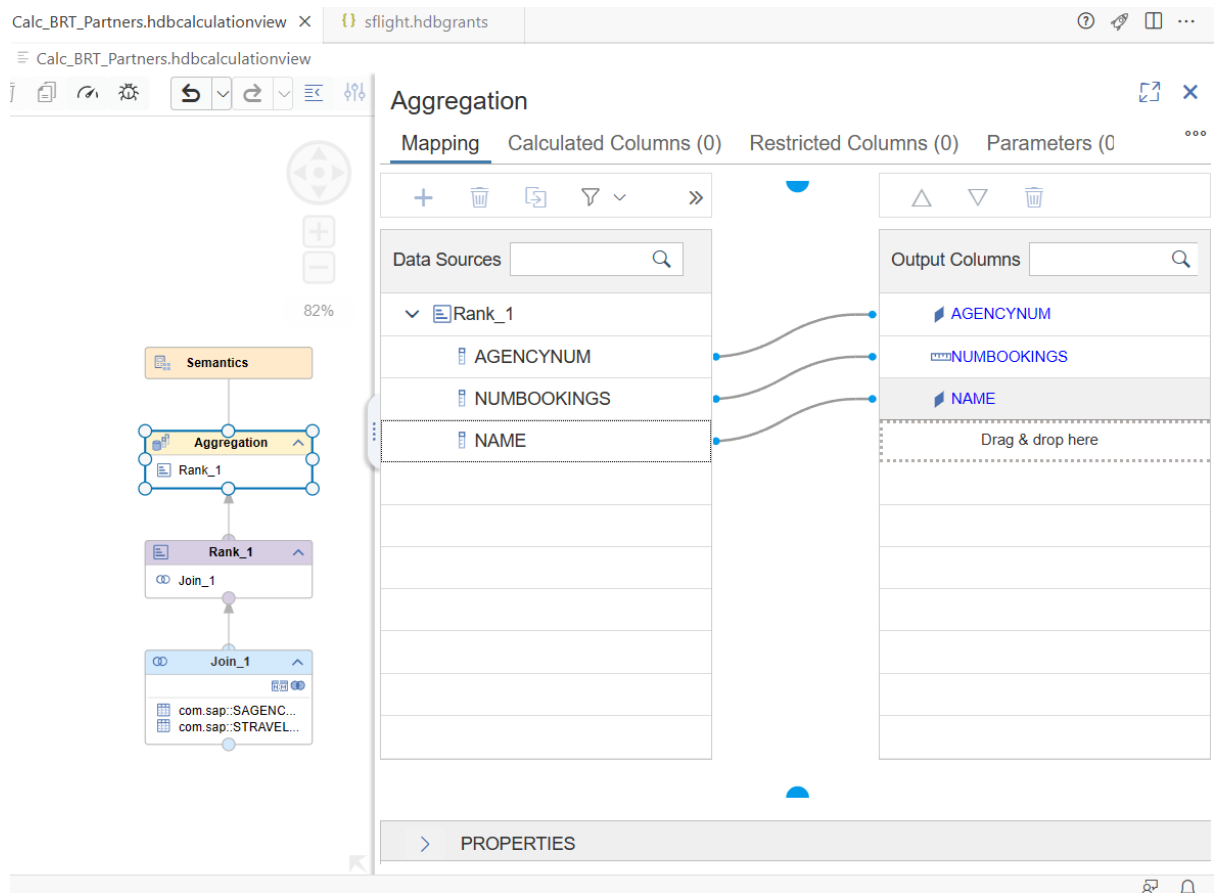 Calc_BRT_Partners.hdbcalculationview
{} sflight.hdbgrants
Calc_BRT_Partners.hdbcalculationview
Aggregation
Mapping Calculated Columns (0) Restricted Columns (0) Parameters (0
82%
Semantics
Aggregation
Rank_1
Rank_1
Join_1
Join_1
com.sap::SAGENC...
com.sap::STRAVEL...
Data Sources
Rank_1
AGENCYNUM
NUMBOOKINGS
NAME
Output Columns
AGENCYNUM
NUMBOOKINGS
NAME
Drag & drop here
PROPERTIES